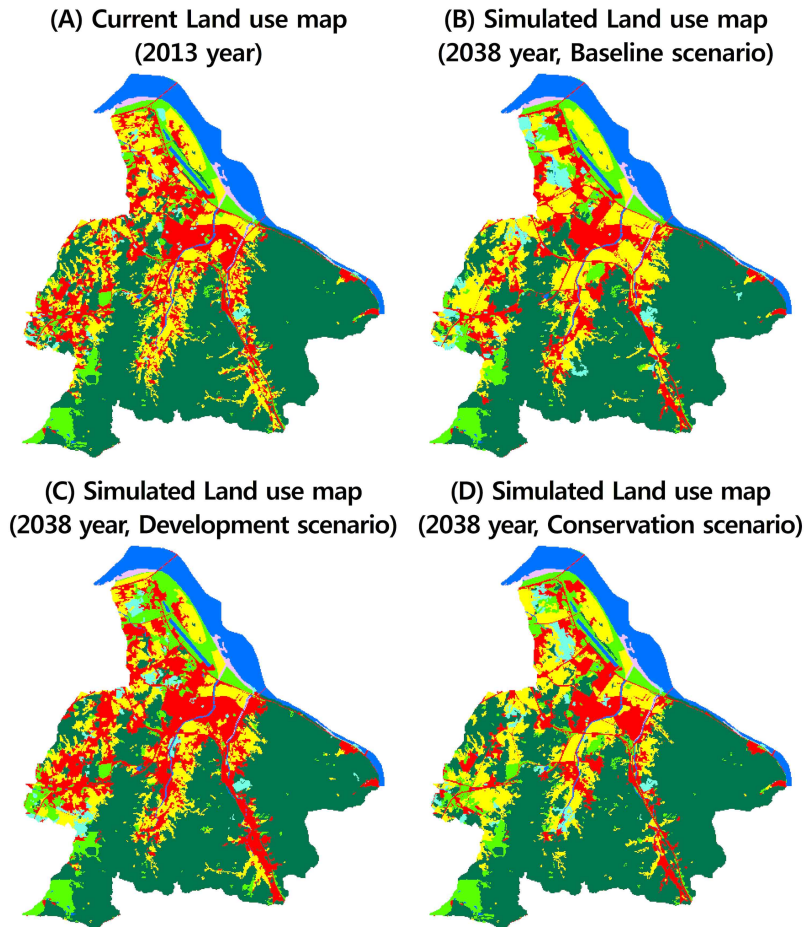 (A) Current Land use map
(2013 year)
(B) Simulated Land use map
(2038 year, Baseline scenario)
(C) Simulated Land use map
(2038 year, Development scenario)
(D) Simulated Land use map
(2038 year, Conservation scenario)